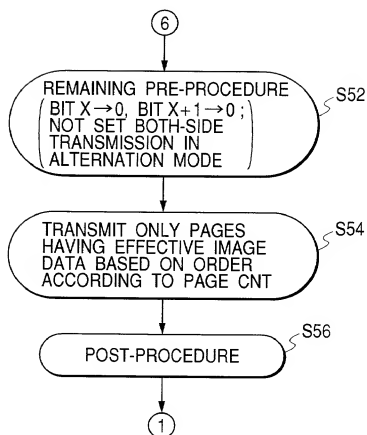 6
REMAINING PRE-PROCEDURE
(BIT X→0, BIT X+1→0;
NOT SET BOTH-SIDE
TRANSMISSION IN
ALTERNATION MODE)
S52
TRANSMIT ONLY PAGES
HAVING EFFECTIVE IMAGE
DATA BASED ON ORDER
ACCORDING TO PAGE CNT
S54
POST-PROCEDURE
S56
1